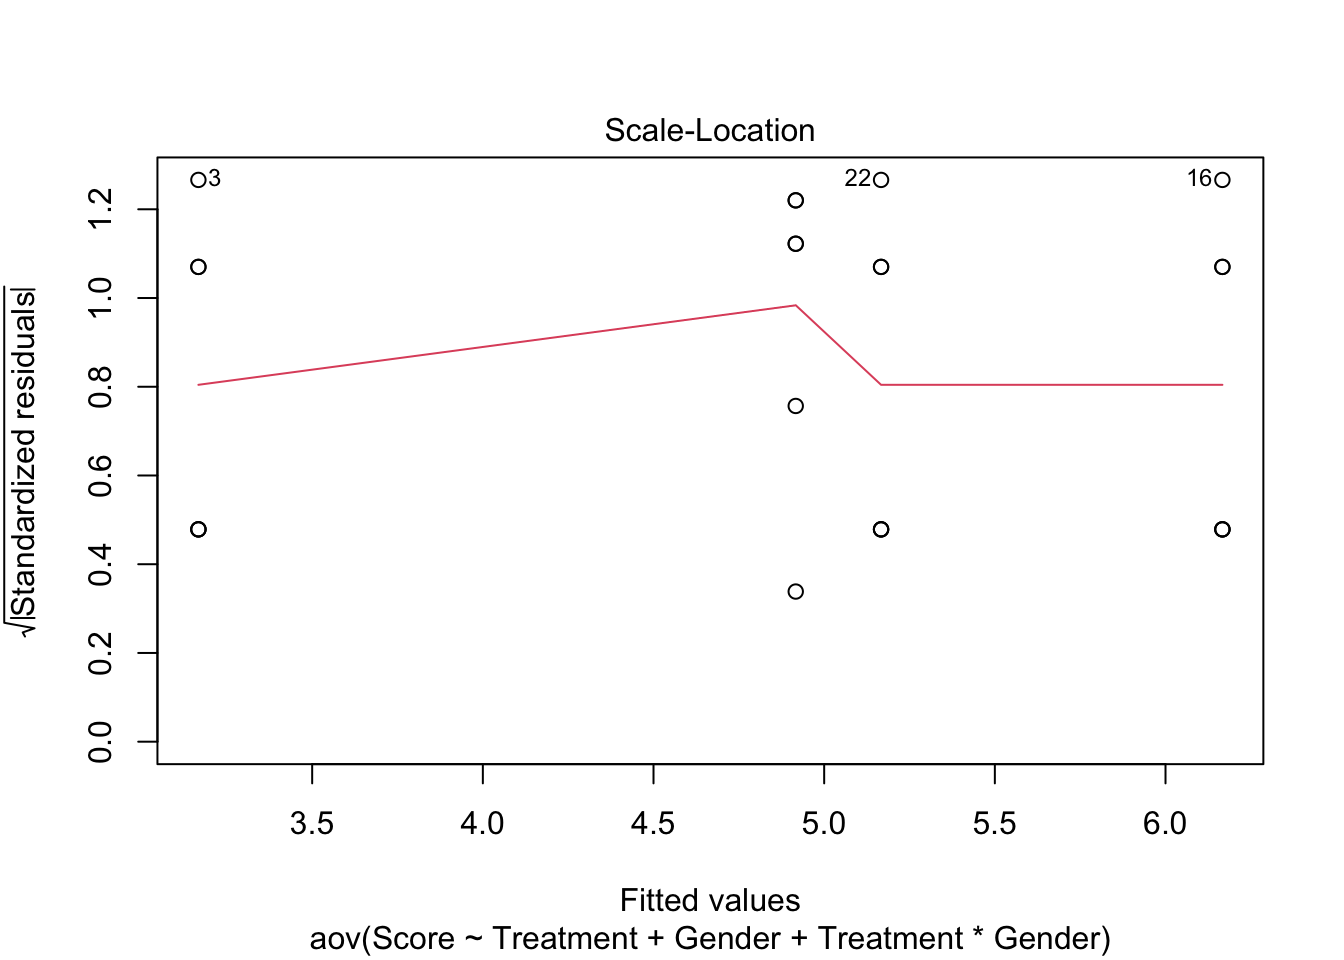 Scale-Location
3
22
16
1.2
1.0
0.8
0.6
0.4
0.2
0.0
√|Standardized residuals|
3.5 4.0 4.5 5.0 5.5 6.0
Fitted values
aov(Score ~ Treatment + Gender + Treatment * Gender)